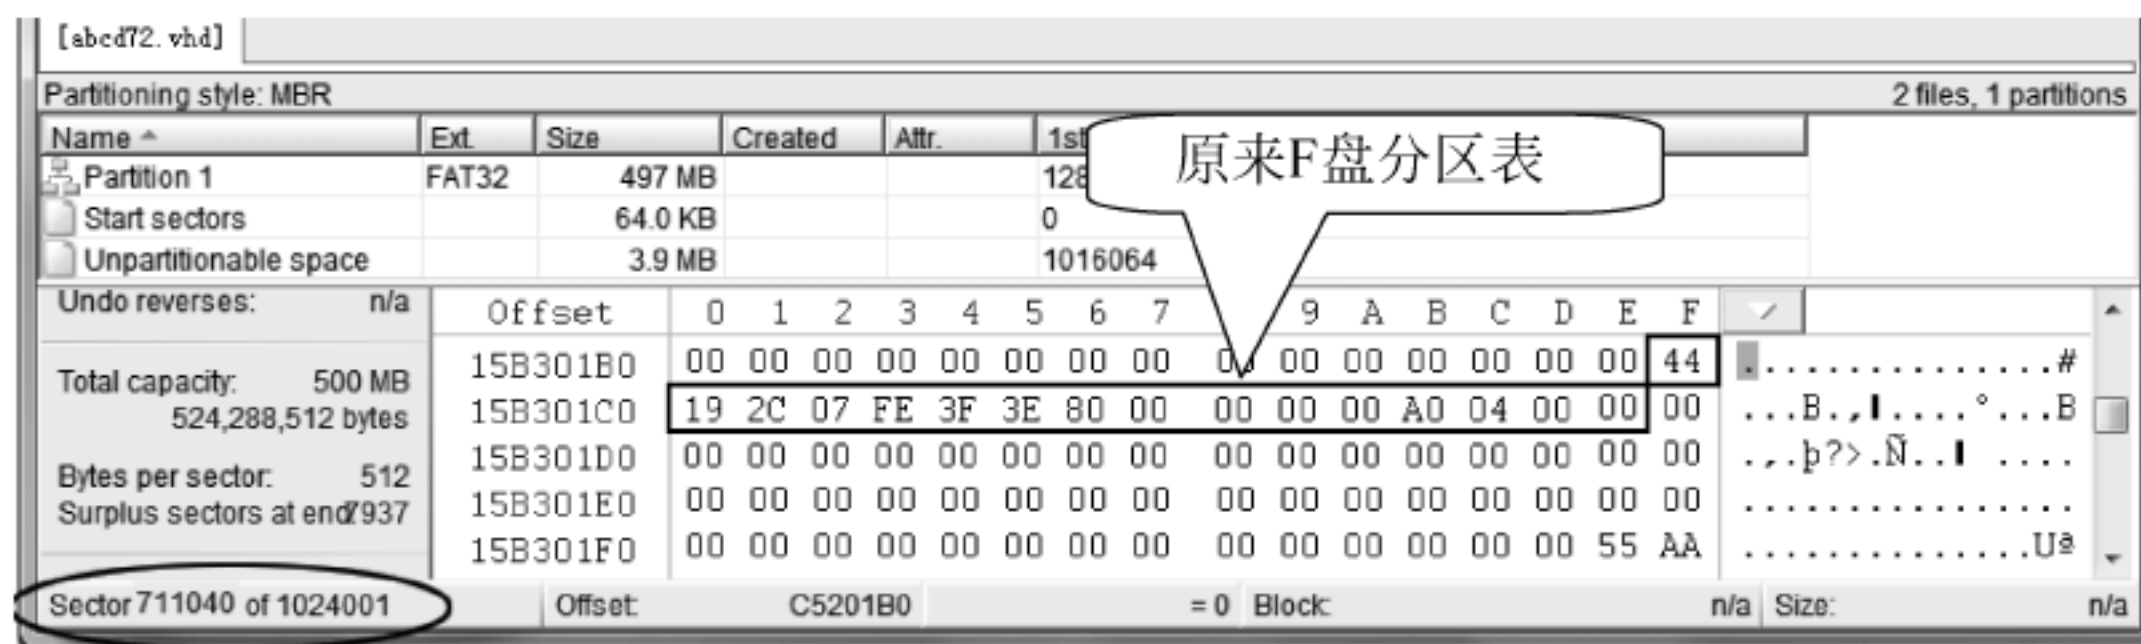 [abcd72.vhd]
Partitioning style: MBR 2 files, 1 partitions
Name Ext. Size Created Attr. 1st
Partition 1 FAT32 497 MB 128
Start sectors 64.0 KB 0
Unpartitionable space 3.9 MB 1016064
原来F盘分区表
Undo reverses: n/a
Total capacity: 500 MB
524,288,512 bytes
Bytes per sector: 512
Surplus sectors at end 7937
Offset 0 1 2 3 4 5 6 7 9 A B C D E F
15B301B0 00 00 00 00 00 00 00 00 00 00 00 00 00 00 00 44 ...............#
15B301C0 19 2C 07 FE 3F 3E 80 00 00 00 00 A0 04 00 00 00 ...B.,▮....°...B
15B301D0 00 00 00 00 00 00 00 00 00 00 00 00 00 00 00 00 .,.þ?>.Ñ..▮ ....
15B301E0 00 00 00 00 00 00 00 00 00 00 00 00 00 00 00 00 ................
15B301F0 00 00 00 00 00 00 00 00 00 00 00 00 00 00 55 AA ..............Uª
Sector 711040 of 1024001 Offset: C5201B0 = 0 Block: n/a Size: n/a